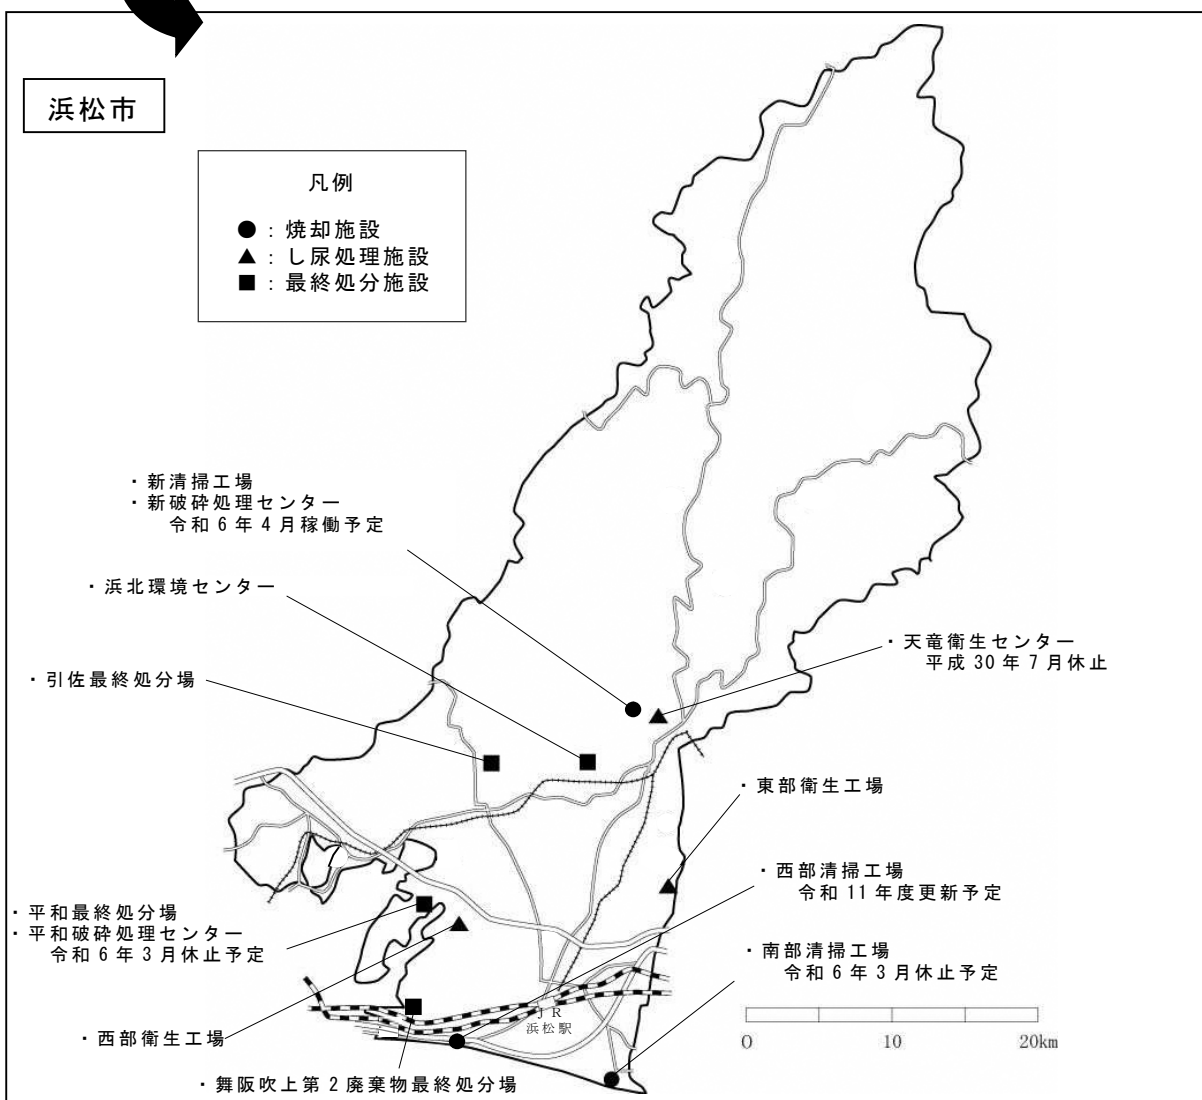 浜松市
凡例
●：焼却施設
▲：し尿処理施設
■：最終処分施設
・新清掃工場
・新破砕処理センター
令和6年4月稼働予定
・浜北環境センター
・引佐最終処分場
・天竜衛生センター
平成30年7月休止
・東部衛生工場
・西部清掃工場
令和11年度更新予定
・平和最終処分場
・平和破砕処理センター
令和6年3月休止予定
・南部清掃工場
令和6年3月休止予定
JR
浜松駅
・西部衛生工場
・舞阪吹上第2廃棄物最終処分場
0 10 20km